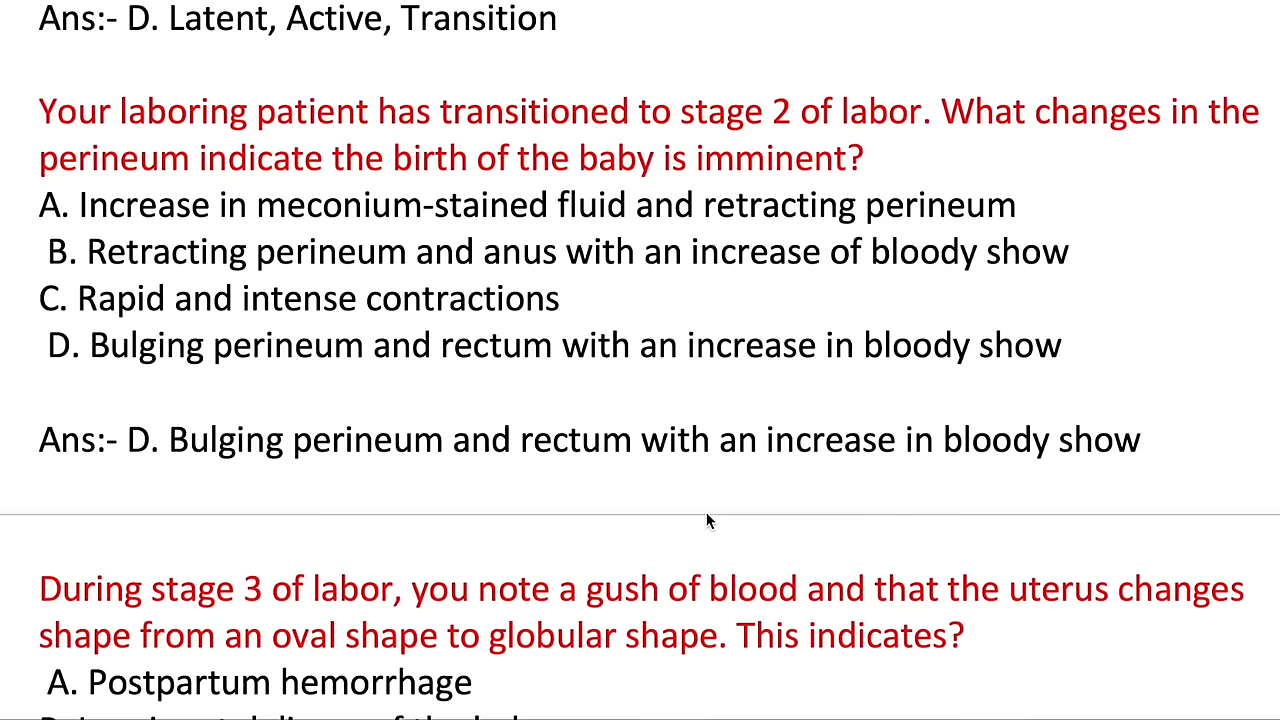 Ans:- D. Latent, Active, Transition
Your laboring patient has transitioned to stage 2 of labor. What changes in the
perineum indicate the birth of the baby is imminent?
A. Increase in meconium-stained fluid and retracting perineum
B. Retracting perineum and anus with an increase of bloody show
C. Rapid and intense contractions
D. Bulging perineum and rectum with an increase in bloody show
Ans:- D. Bulging perineum and rectum with an increase in bloody show
During stage 3 of labor, you note a gush of blood and that the uterus changes
shape from an oval shape to globular shape. This indicates?
A. Postpartum hemorrhage